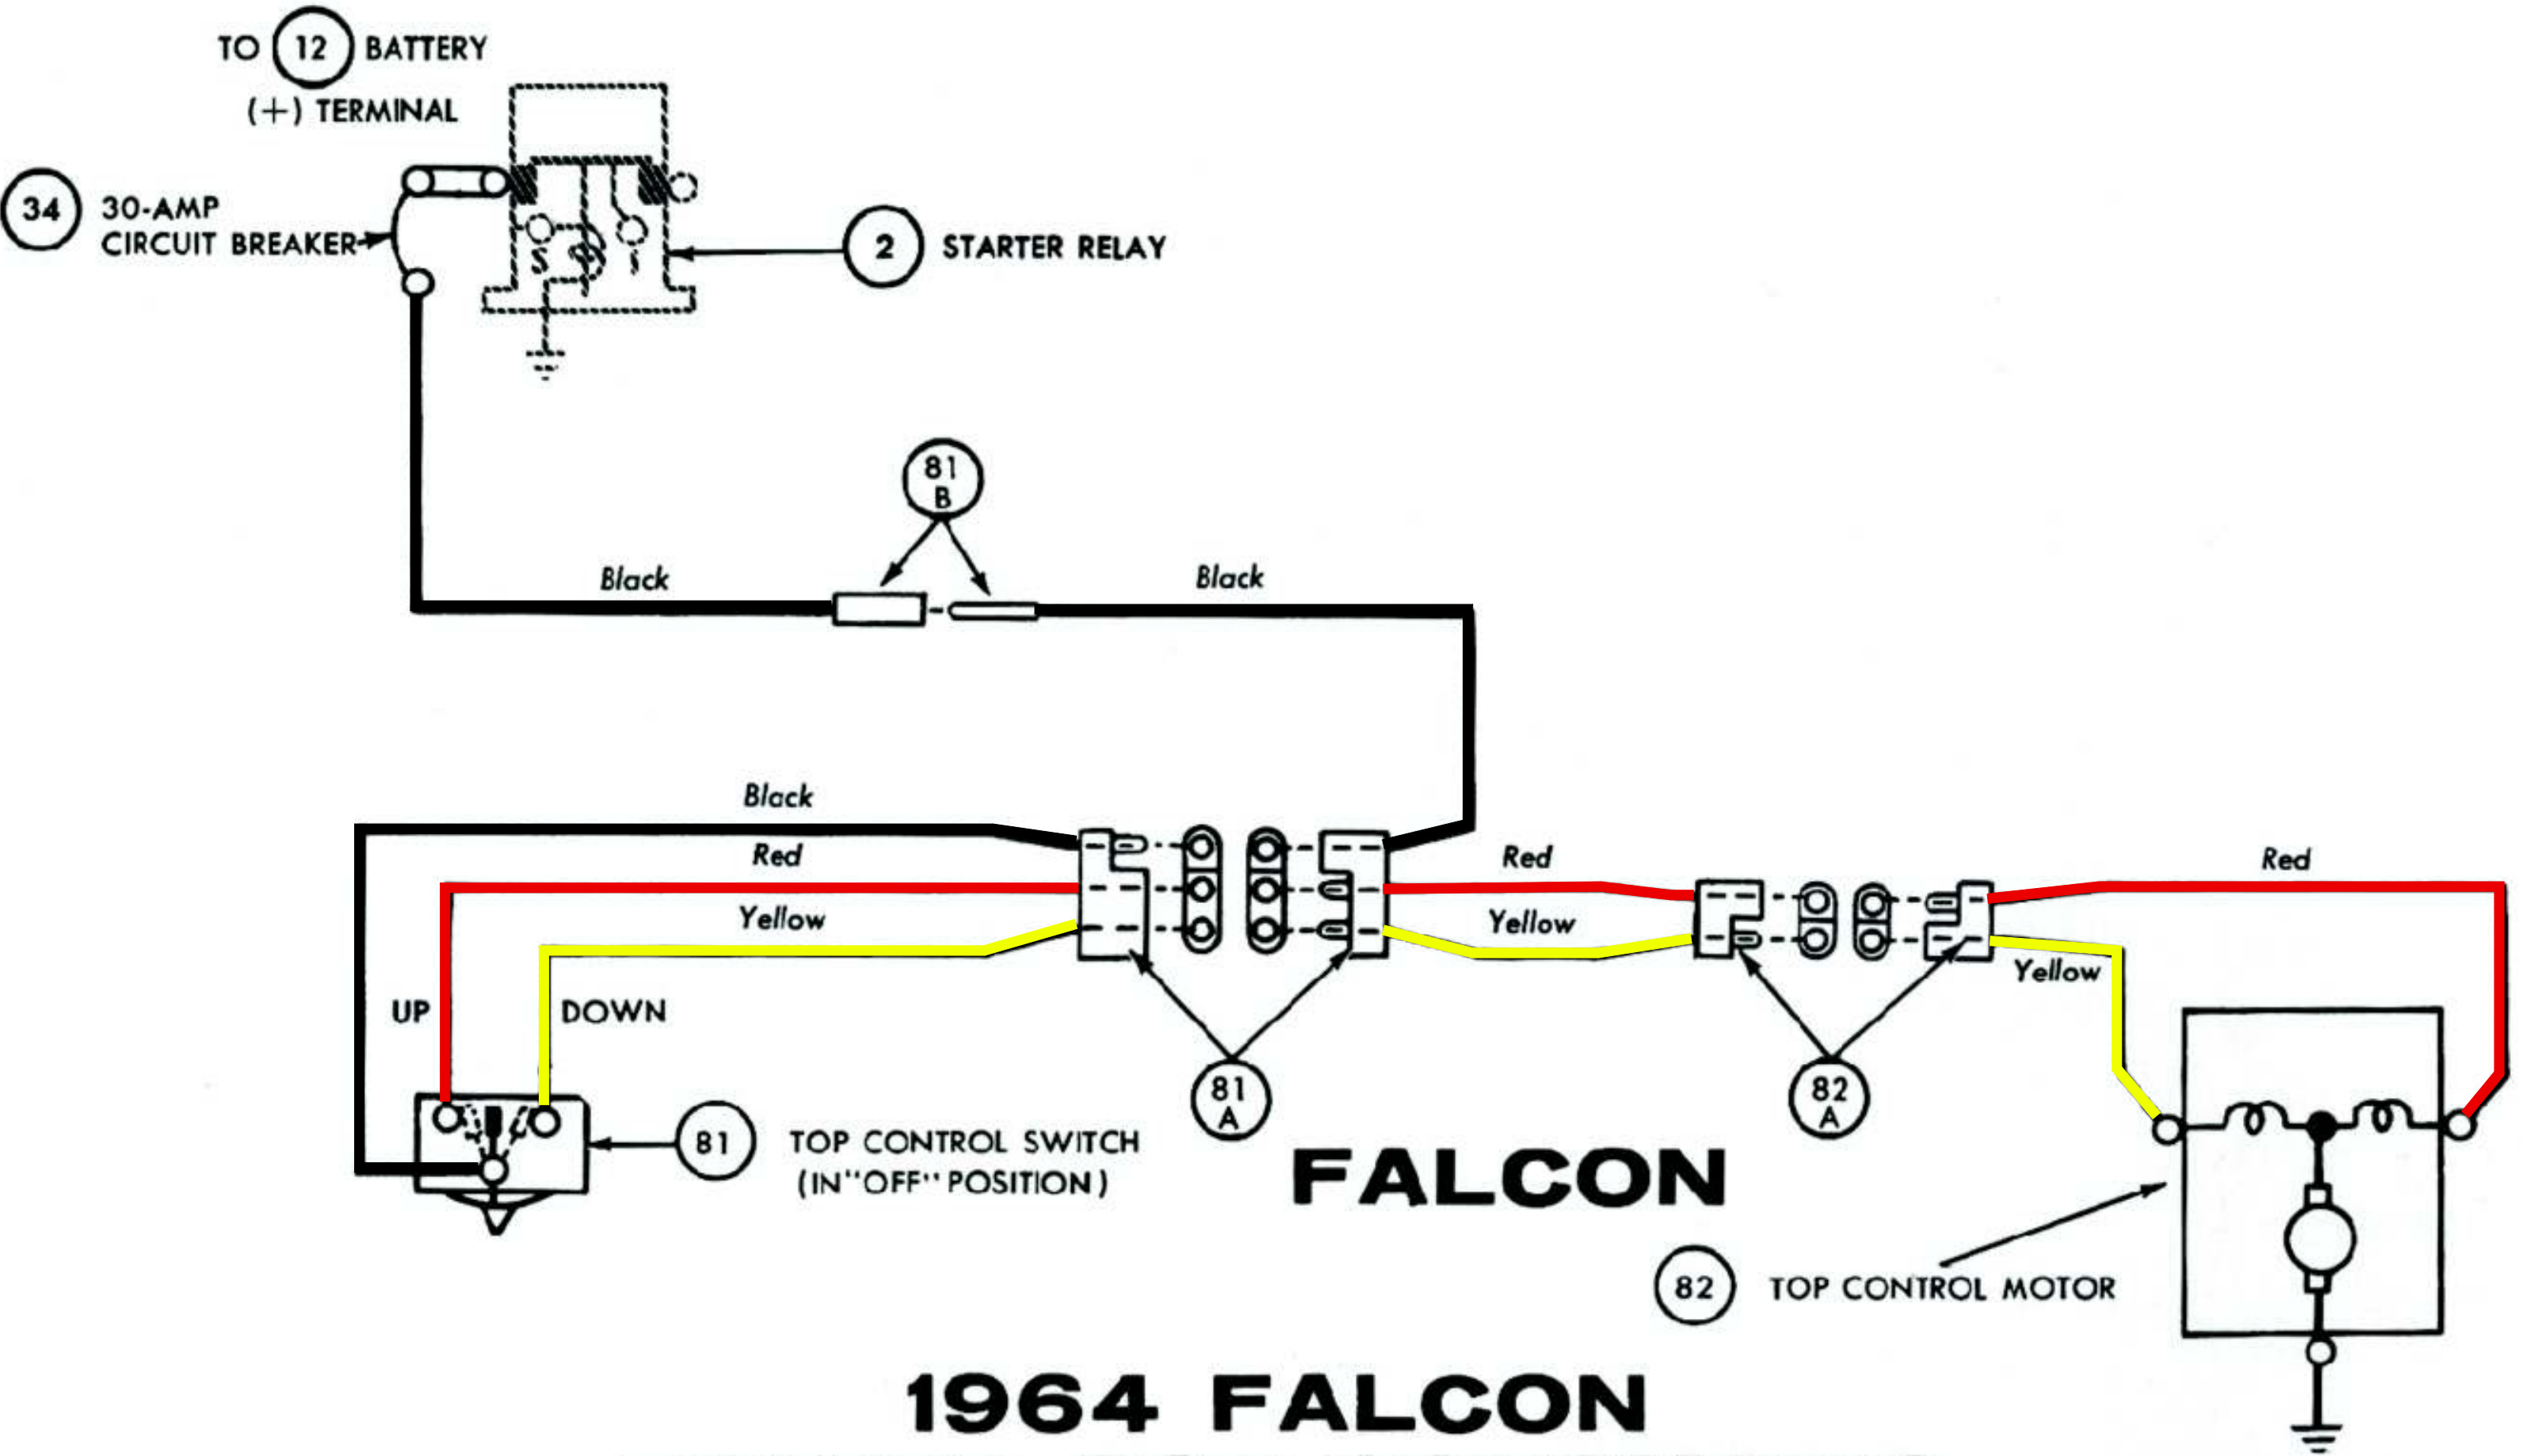 TO 12 BATTERY
(+) TERMINAL
34 30-AMP
CIRCUIT BREAKER
2 STARTER RELAY
S
I
81
B
Black
Black
Black
Red
Yellow
Red
Yellow
Red
Yellow
UP
DOWN
81
A
82
A
81 TOP CONTROL SWITCH
(IN "OFF" POSITION)
FALCON
82 TOP CONTROL MOTOR
1964 FALCON